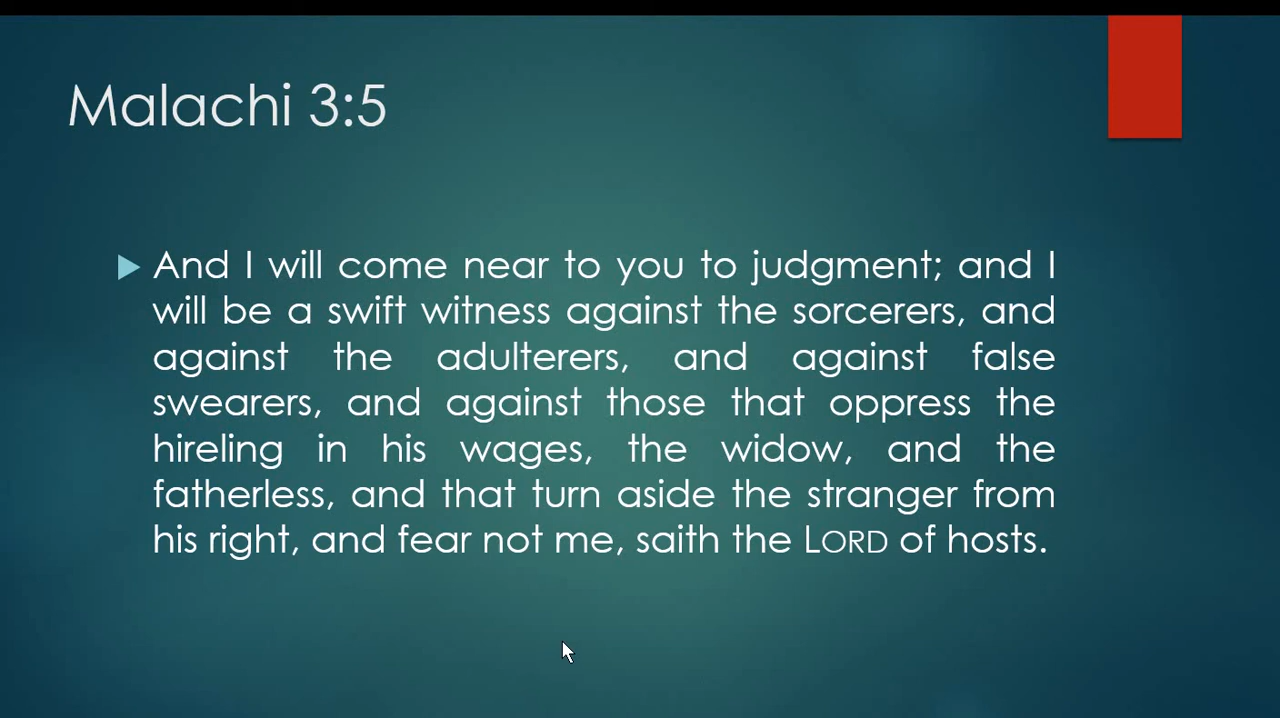 Malachi 3:5
And I will come near to you to judgment; and I
will be a swift witness against the sorcerers, and
against the adulterers, and against false
swearers, and against those that oppress the
hireling in his wages, the widow, and the
fatherless, and that turn aside the stranger from
his right, and fear not me, saith the LORD of hosts.